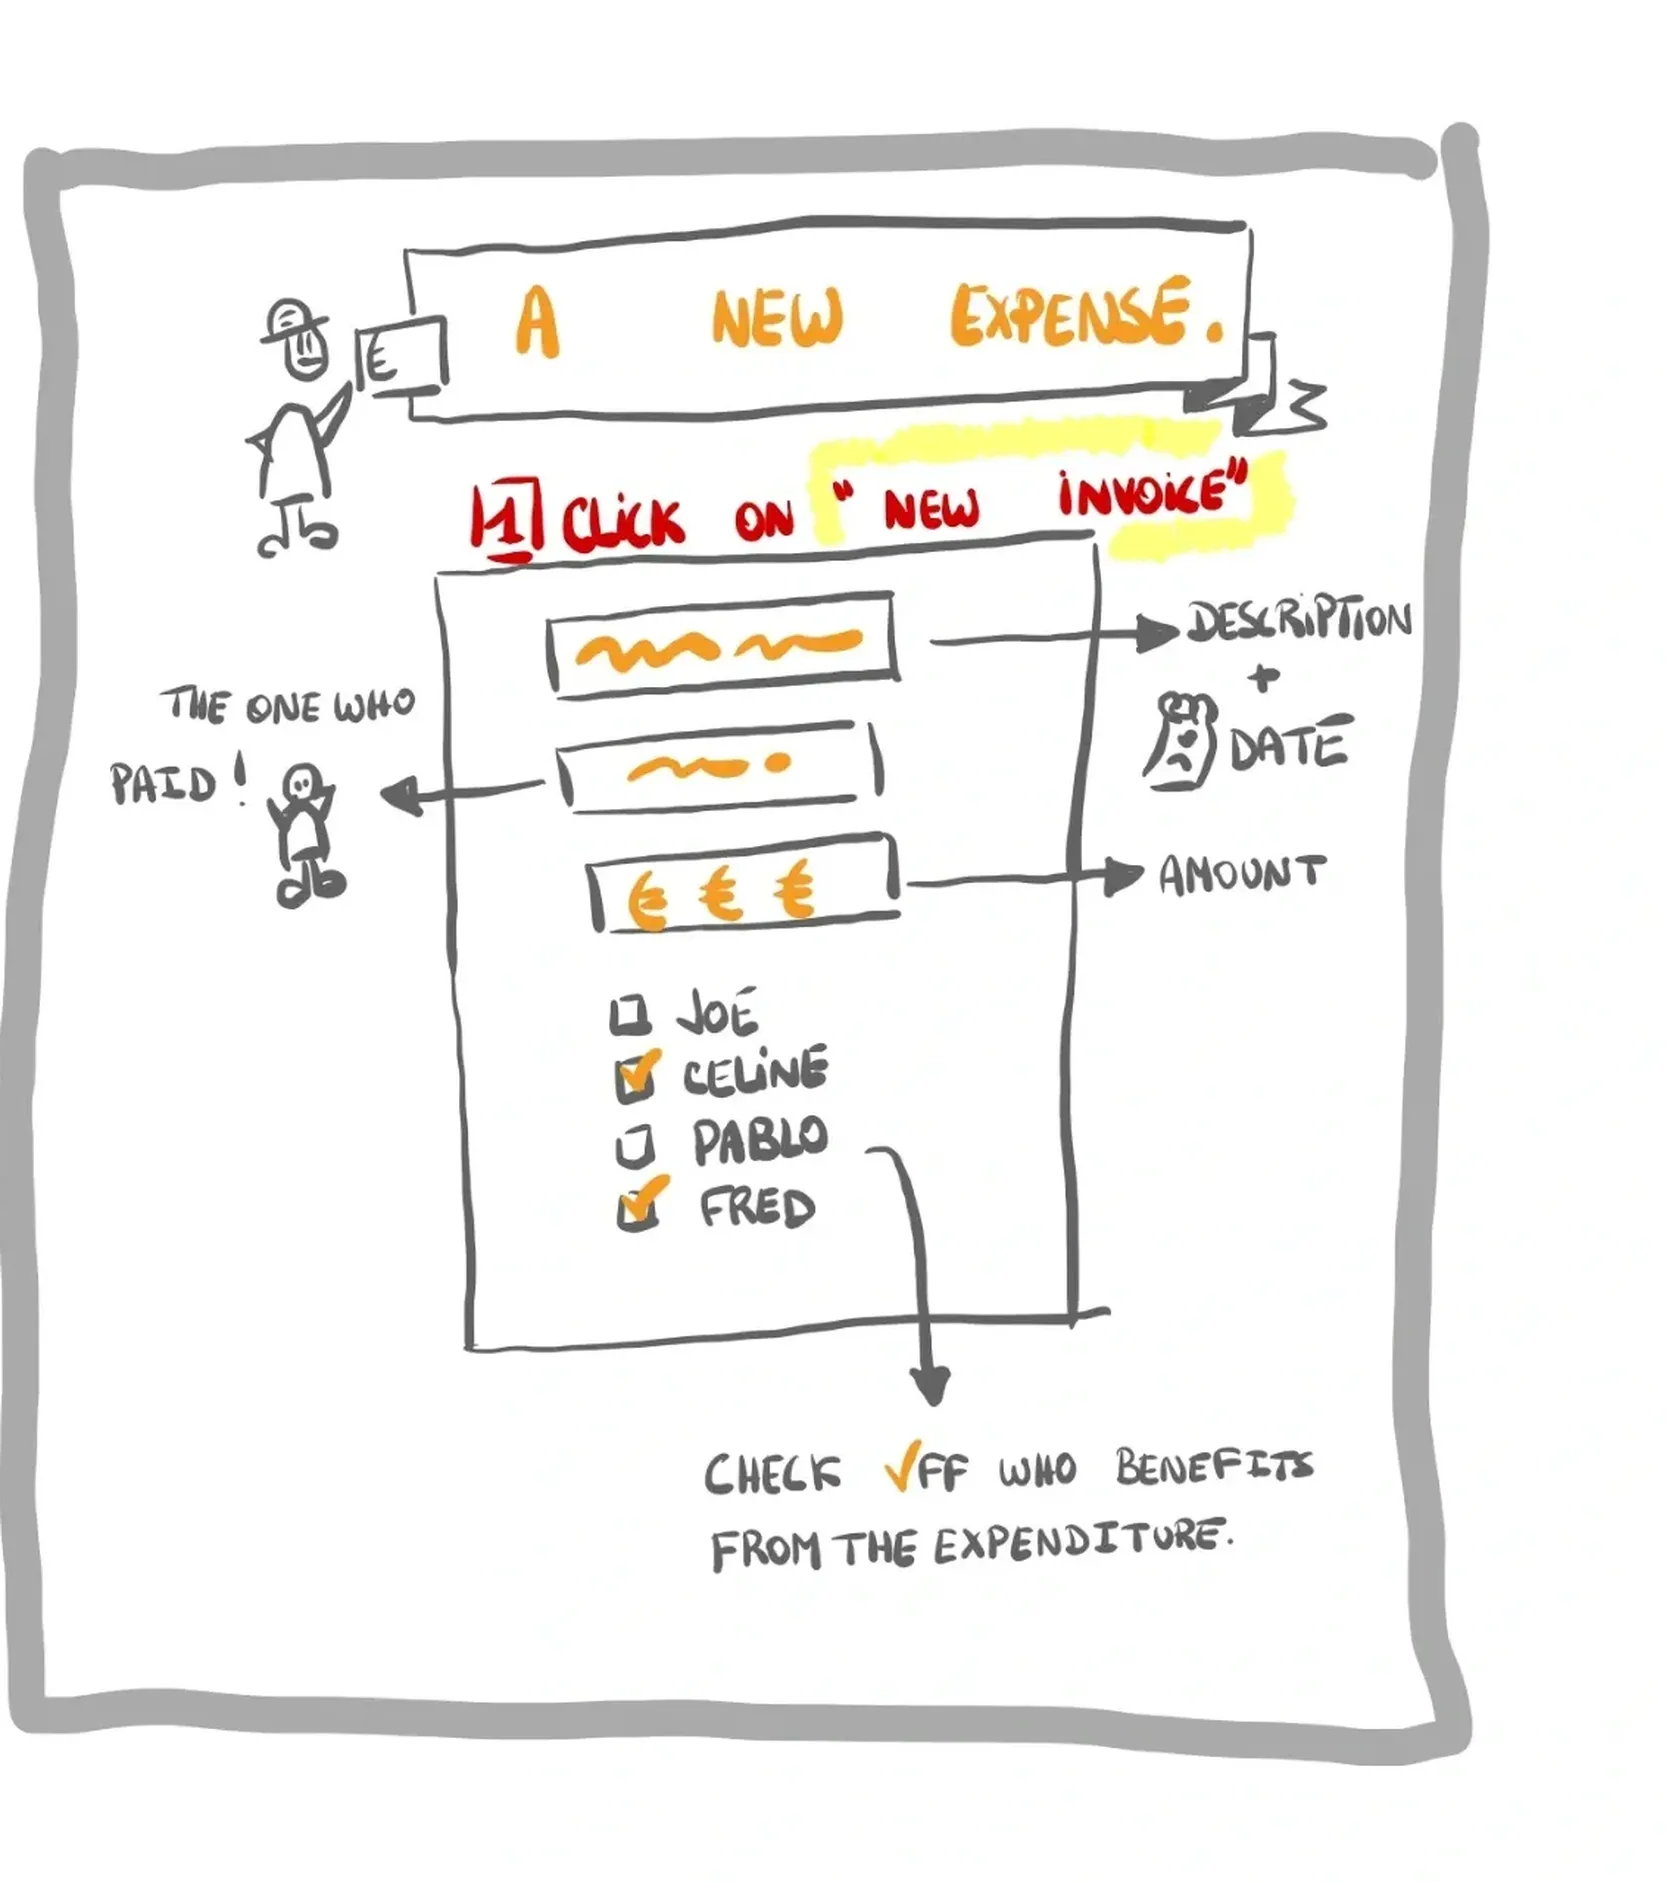 A NEW EXPENSE.
E
1 CLICK ON "NEW INVOICE"
DESCRIPTION
+
DATE
THE ONE WHO
PAID!
€ € €
AMOUNT
JOE
CELINE
PABLO
FRED
CHECK √FF WHO BENEFITS
FROM THE EXPENDITURE.